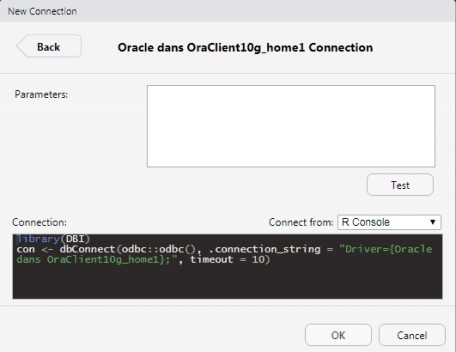 New Connection
Back
Oracle dans OraClient10g_home1 Connection
Parameters:
Test
Connection:
Connect from:
R Console
library(DBI)
con <- dbConnect(odbc::odbc(), .connection_string = "Driver={Oracle
dans OraClient10g_home1};", timeout = 10)
OK
Cancel